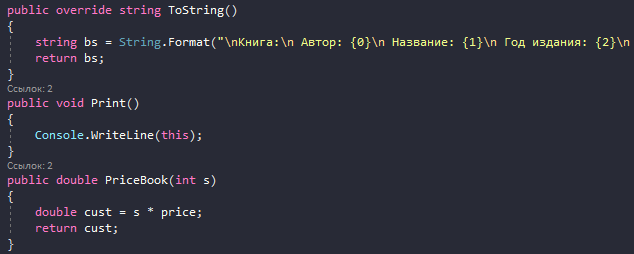 public override string ToString()
{
string bs = String.Format("\nКнига:\n Автор: {0}\n Название: {1}\n Год издания: {2}\n
return bs;
}
Ссылок: 2
public void Print()
{
Console.WriteLine(this);
}
Ссылок: 2
public double PriceBook(int s)
{
double cust = s * price;
return cust;
}